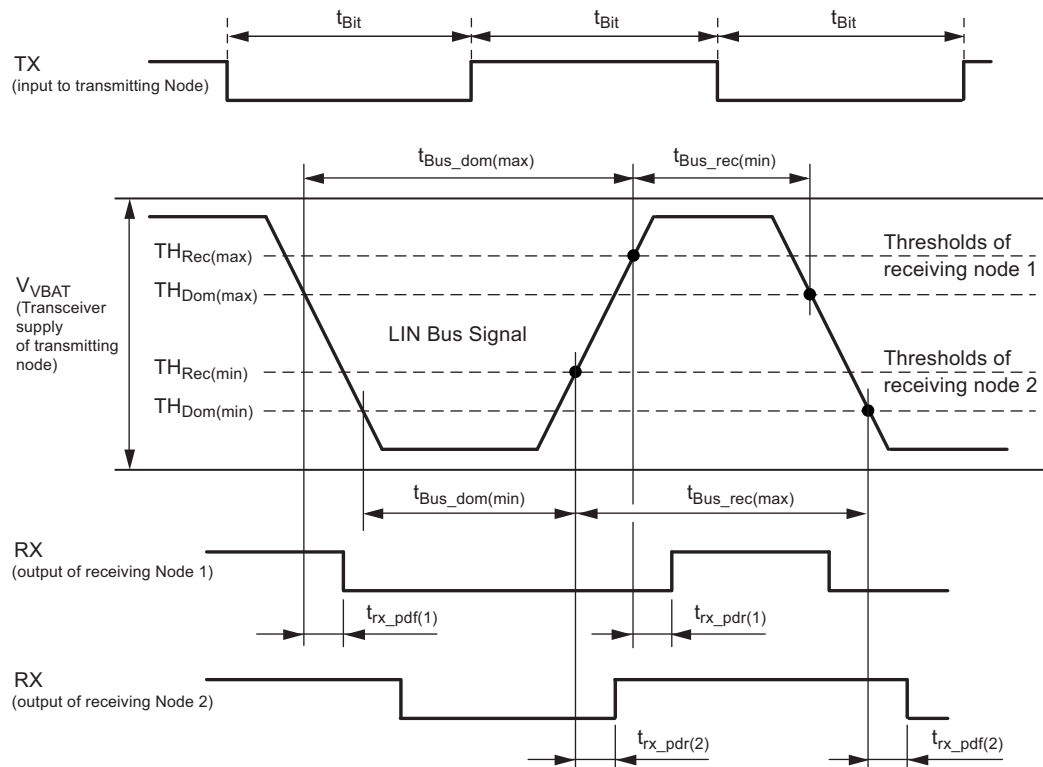 tBit tBit tBit
TX
(input to transmitting Node)
tBus_dom(max) tBus_rec(min)
THRec(max)
THDom(max)
Thresholds of
receiving node 1
VVBAT
(Transceiver
supply
of transmitting
node)
LIN Bus Signal
THRec(min)
THDom(min)
Thresholds of
receiving node 2
tBus_dom(min) tBus_rec(max)
RX
(output of receiving Node 1)
trx_pdf(1) trx_pdr(1)
RX
(output of receiving Node 2)
trx_pdr(2) trx_pdf(2)